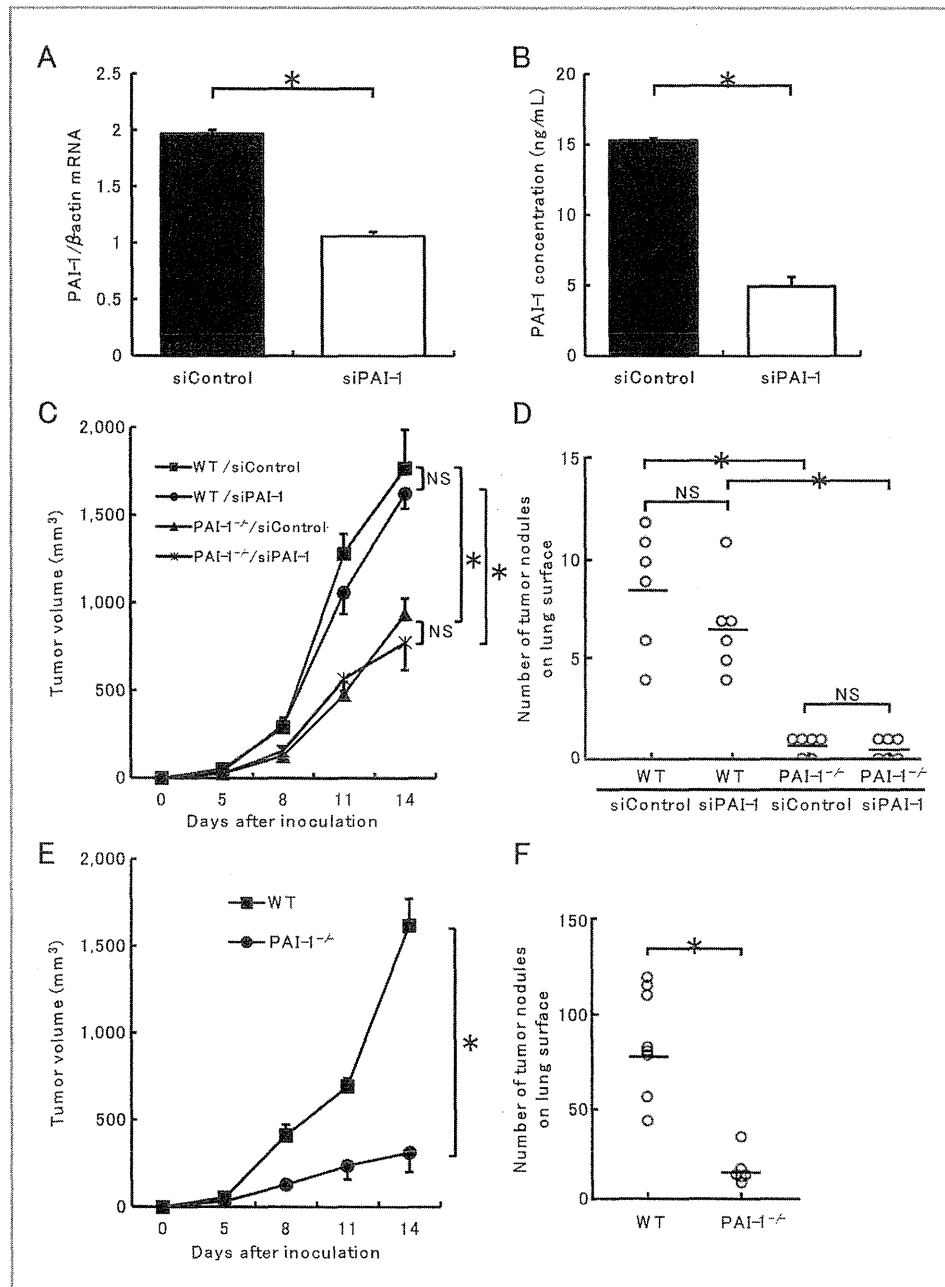 A
2.5
2
1.5
1
0.5
0
PAI-1/β-actin mRNA
*
siControl
siPAI-1
B
20
15
10
5
0
PAI-1 concentration (ng/mL)
*
siControl
siPAI-1
C
2,000
1,500
1,000
500
0
Tumor volume (mm³)
WT/siControl
WT/siPAI-1
PAI-1⁻/⁻/siControl
PAI-1⁻/⁻/siPAI-1
NS
NS
*
*
0 5 8 11 14
Days after inoculation
D
15
10
5
0
Number of tumor nodules
on lung surface
*
*
NS
NS
WT WT PAI-1⁻/⁻ PAI-1⁻/⁻
siControl siPAI-1 siControl siPAI-1
E
2,000
1,500
1,000
500
0
Tumor volume (mm³)
WT
PAI-1⁻/⁻
*
0 5 8 11 14
Days after inoculation
F
150
100
50
0
Number of tumor nodules
on lung surface
*
WT PAI-1⁻/⁻